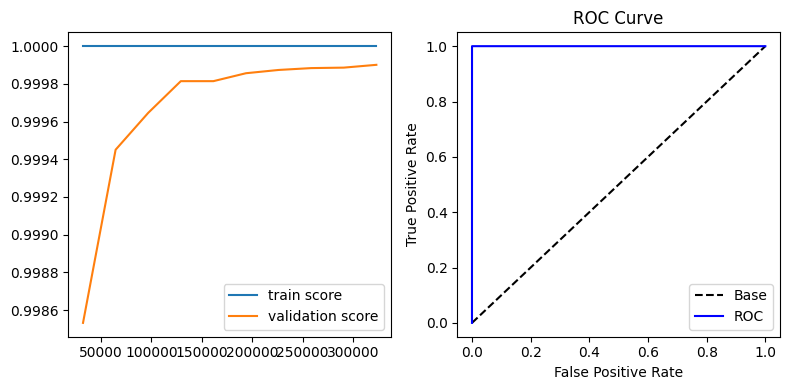 1.0000
0.9998
0.9996
0.9994
0.9992
0.9990
0.9988
0.9986
50000 100000 150000 200000 250000 300000
train score
validation score
ROC Curve
True Positive Rate
1.0
0.8
0.6
0.4
0.2
0.0
0.0 0.2 0.4 0.6 0.8 1.0
False Positive Rate
Base
ROC